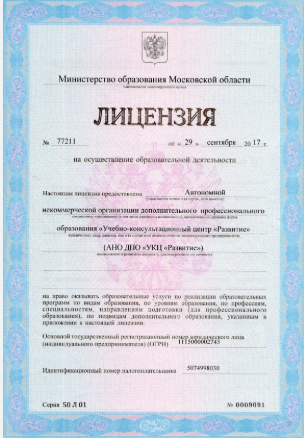 Министерство образования Московской области
ЛИЦЕНЗИЯ
№ 77211 от « 29 » сентября 2017 г.
на осуществление образовательной деятельности
Настоящая лицензия предоставлена Автономной
некоммерческой организации дополнительного профессионального
образования «Учебно-консультационный центр «Развитие»
(АНО ДПО «УКЦ «Развитие»)
на право оказывать образовательные услуги по реализации образовательных
программ по видам образования, по уровням образования, по профессиям,
специальностям, направлениям подготовки (для профессионального
образования), по подвидам дополнительного образования, указанным в
приложении к настоящей лицензии.
Основной государственный регистрационный номер юридического лица
(индивидуального предпринимателя) (ОГРН) 1115000002743
Идентификационный номер налогоплательщика 5074998030
Серия 50 Л 01 № 0009091